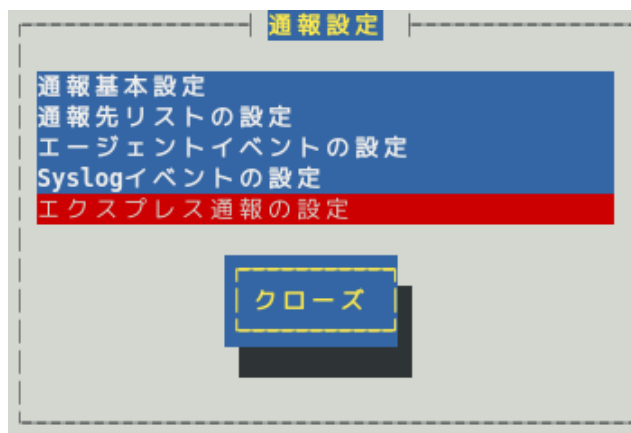 通報設定
通報基本設定
通報先リストの設定
エージェントイベントの設定
Syslogイベントの設定
エクスプレス通報の設定
クローズ